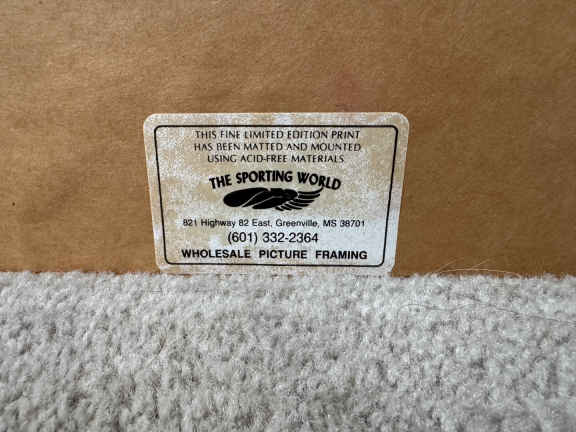 THIS FINE LIMITED EDITION PRINT
HAS BEEN MATTED AND MOUNTED
USING ACID-FREE MATERIALS
THE SPORTING WORLD
821 Highway 82 East, Greenville, MS 38701
(601) 332-2364
WHOLESALE PICTURE FRAMING